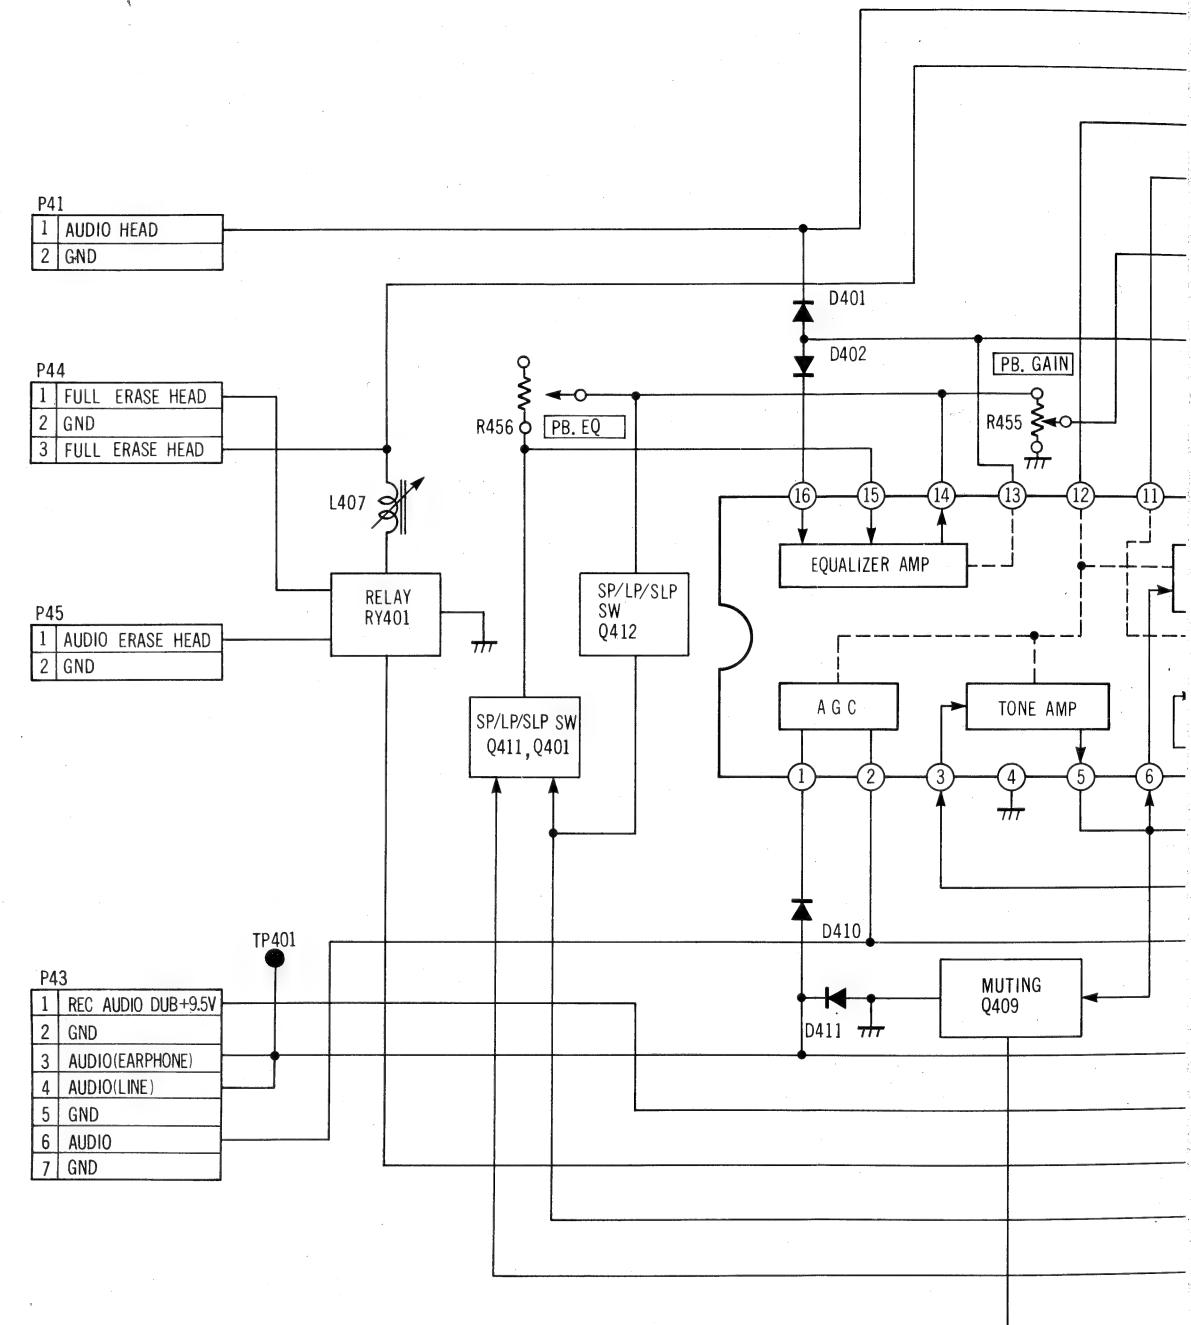 P41
1 AUDIO HEAD
2 GND
D401
D402
PB. GAIN
P44
1 FULL ERASE HEAD
2 GND
3 FULL ERASE HEAD
R456
PB. EQ
R455
L407
16 15 14 13 12 11
EQUALIZER AMP
RELAY
RY401
SP/LP/SLP
SW
Q412
P45
1 AUDIO ERASE HEAD
2 GND
AGC
TONE AMP
SP/LP/SLP SW
Q411, Q401
1 2 3 4 5 6
D410
TP401
P43
1 REC AUDIO DUB+9.5V
2 GND
3 AUDIO(EARPHONE)
4 AUDIO(LINE)
5 GND
6 AUDIO
7 GND
MUTING
Q409
D411